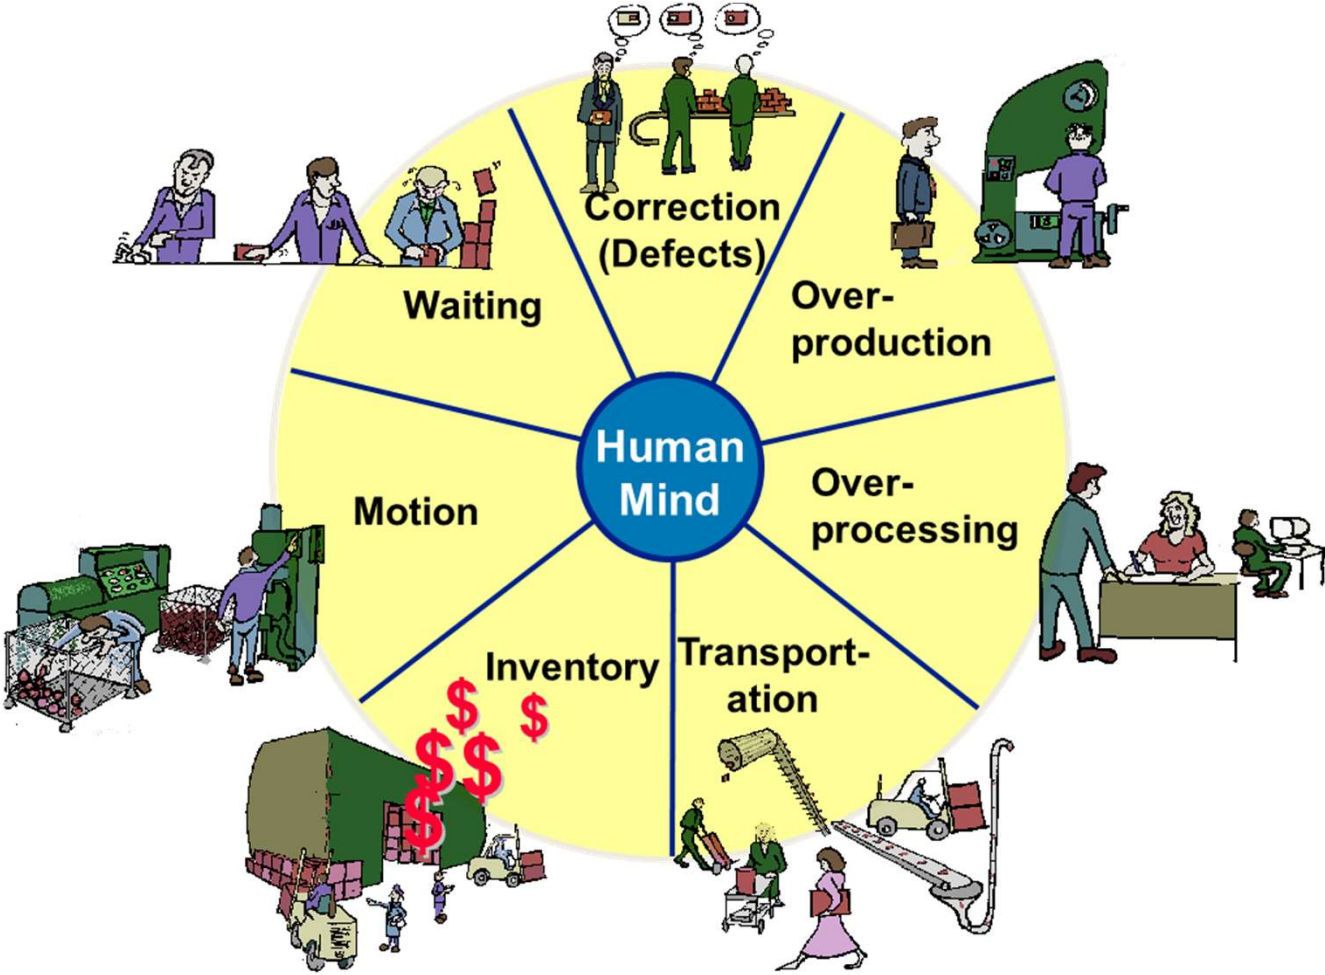 Correction
(Defects)
Over-
production
Over-
processing
Transport-
ation
Inventory
$
$
$
$
$
Motion
Waiting
Human
Mind